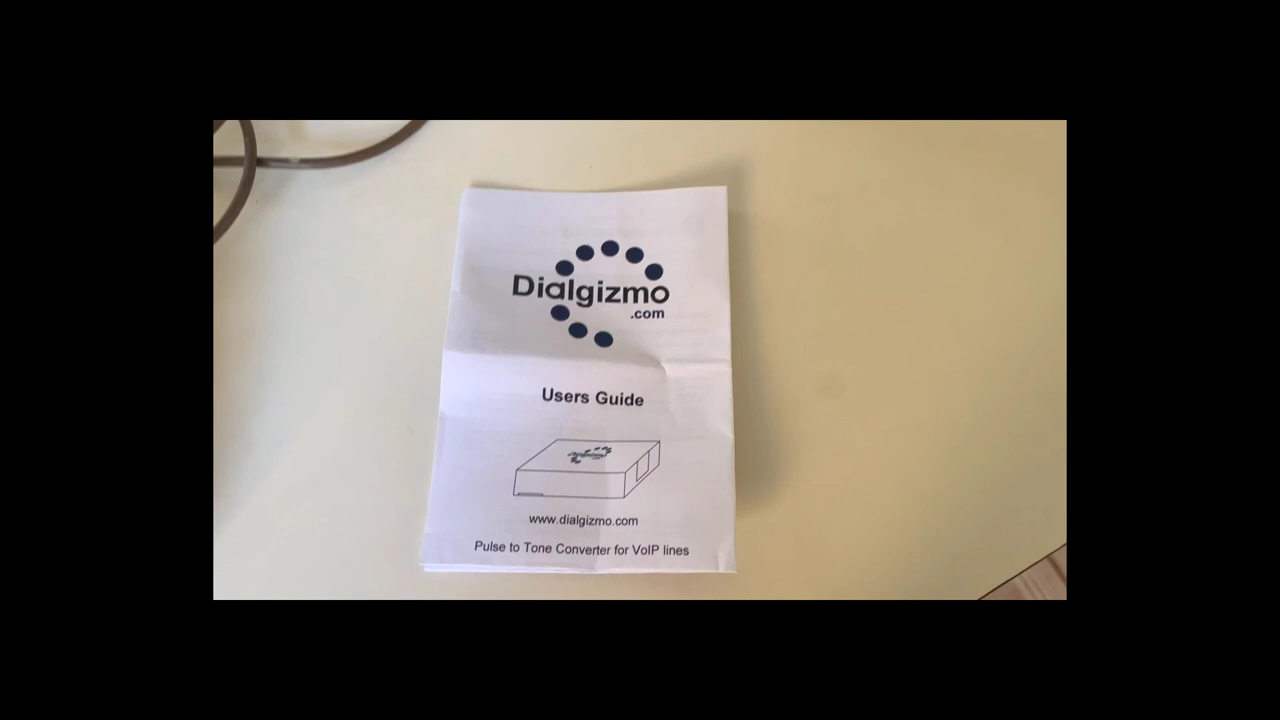 Dialgizmo
.com
Users Guide
www.dialgizmo.com
Pulse to Tone Converter for VoIP lines